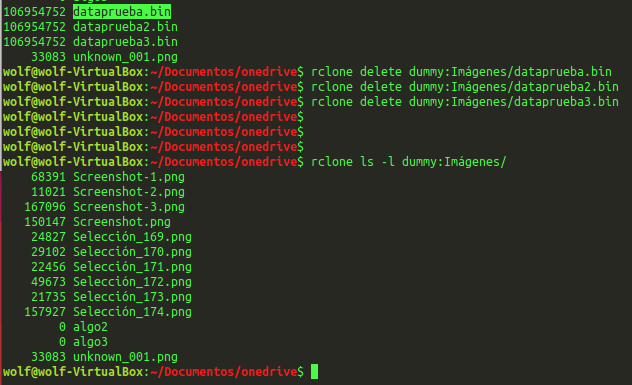 106954752 dataprueba.bin
106954752 dataprueba2.bin
106954752 dataprueba3.bin
33083 unknown_001.png
wolf@wolf-VirtualBox:~/Documentos/onedrive$ rclone delete dummy:Imágenes/dataprueba.bin
wolf@wolf-VirtualBox:~/Documentos/onedrive$ rclone delete dummy:Imágenes/dataprueba2.bin
wolf@wolf-VirtualBox:~/Documentos/onedrive$ rclone delete dummy:Imágenes/dataprueba3.bin
wolf@wolf-VirtualBox:~/Documentos/onedrive$
wolf@wolf-VirtualBox:~/Documentos/onedrive$
wolf@wolf-VirtualBox:~/Documentos/onedrive$
wolf@wolf-VirtualBox:~/Documentos/onedrive$ rclone ls -l dummy:Imágenes/
68391 Screenshot-1.png
11021 Screenshot-2.png
167096 Screenshot-3.png
150147 Screenshot.png
24827 Selección_169.png
29102 Selección_170.png
22456 Selección_171.png
49673 Selección_172.png
21735 Selección_173.png
157927 Selección_174.png
0 algo2
0 algo3
33083 unknown_001.png
wolf@wolf-VirtualBox:~/Documentos/onedrive$